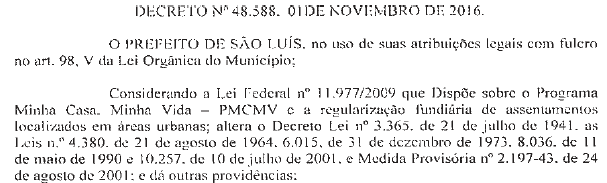 DECRETO Nº 48.588, 01DE NOVEMBRO DE 2016.
O PREFEITO DE SÃO LUÍS, no uso de suas atribuições legais com fulcro
no art. 98, V da Lei Orgânica do Município;
Considerando a Lei Federal nº 11.977/2009 que Dispõe sobre o Programa
Minha Casa, Minha Vida – PMCMV e a regularização fundiária de assentamentos
localizados em áreas urbanas; altera o Decreto Lei nº 3.365, de 21 de julho de 1941, as
Leis n.º 4.380, de 21 de agosto de 1964, 6.015, de 31 de dezembro de 1973, 8.036, de 11
de maio de 1990 e 10.257, de 10 de julho de 2001, e Medida Provisória nº 2.197-43, de 24
de agosto de 2001; e dá outras providências;